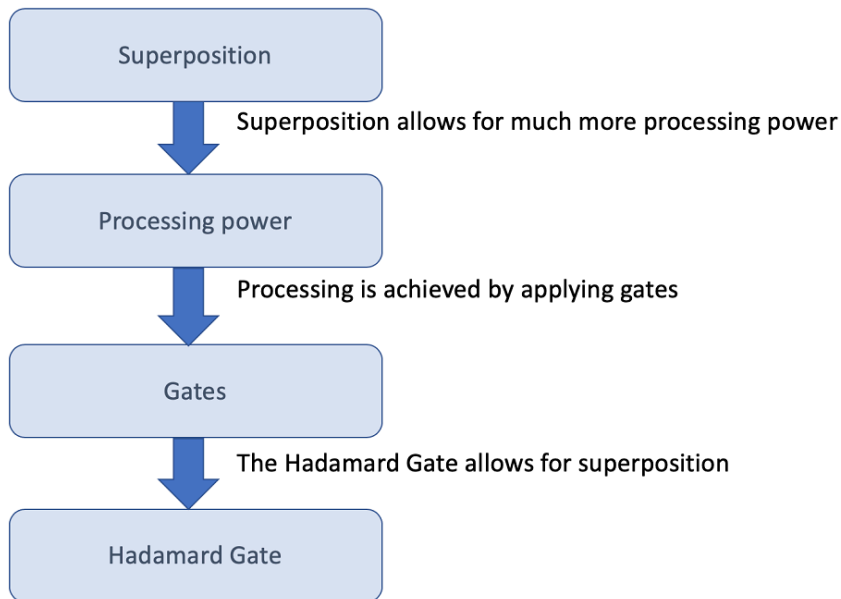 Superposition
Superposition allows for much more processing power
Processing power
Processing is achieved by applying gates
Gates
The Hadamard Gate allows for superposition
Hadamard Gate